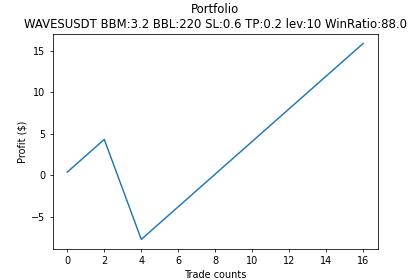 Portfolio
WAVESUSDT BBM:3.2 BBL:220 SL:0.6 TP:0.2 lev:10 WinRatio:88.0
15
10
5
0
−5
Profit ($)
0 2 4 6 8 10 12 14 16
Trade counts